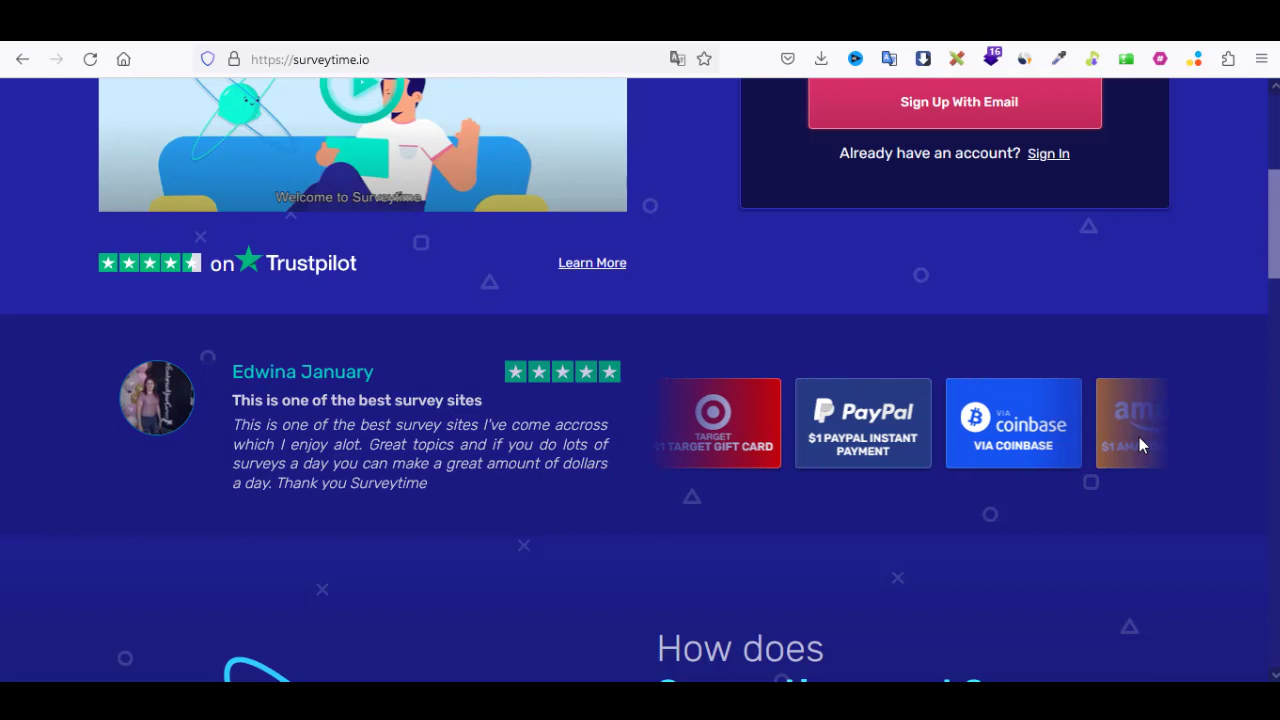 16
https://surveytime.io
Sign Up With Email
Already have an account? Sign In
Welcome to Surveytime
on Trustpilot
Learn More
Edwina January
This is one of the best survey sites
This is one of the best survey sites I've come accross
which I enjoy alot. Great topics and if you do lots of
surveys a day you can make a great amount of dollars
a day. Thank you Surveytime
TARGET
$1 TARGET GIFT CARD
PayPal
$1 PAYPAL INSTANT
PAYMENT
VIA
coinbase
VIA COINBASE
How does